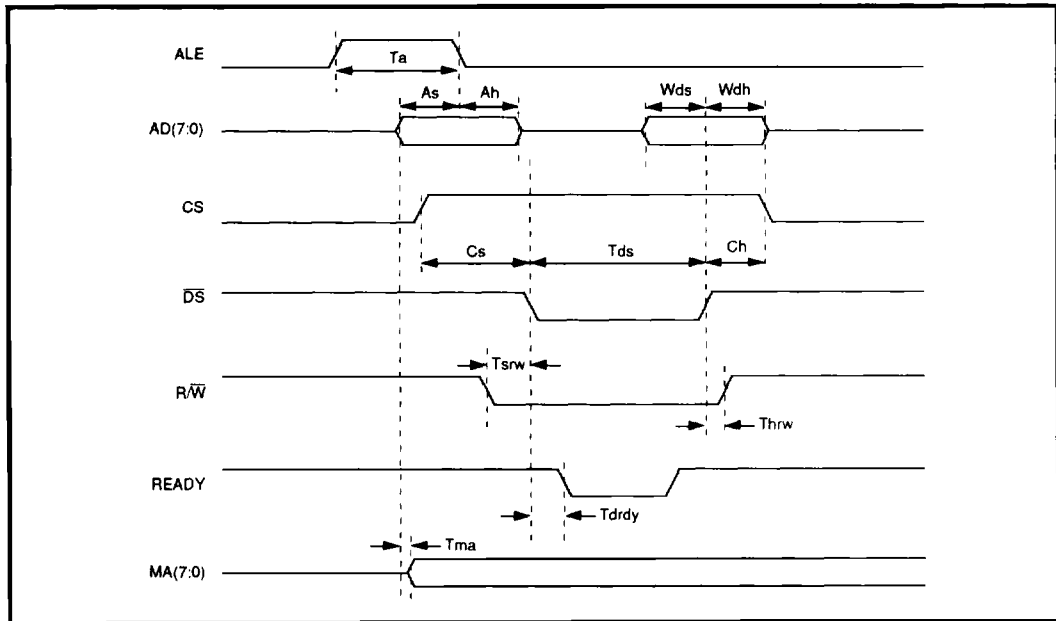 ALE
Ta
As Ah Wds Wdh
AD(7:0)
CS
Cs Tds Ch
DS
Tsrw
R/W
Thrw
READY
Tdrdy
Tma
MA(7:0)